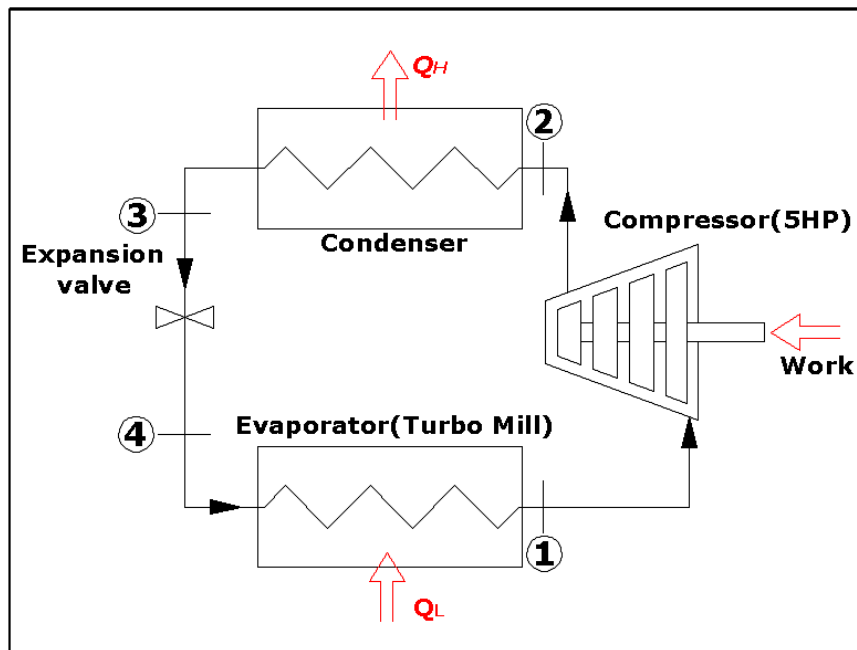 QH
2
Compressor(5HP)
3
Condenser
Expansion
valve
Work
4
Evaporator(Turbo Mill)
1
QL